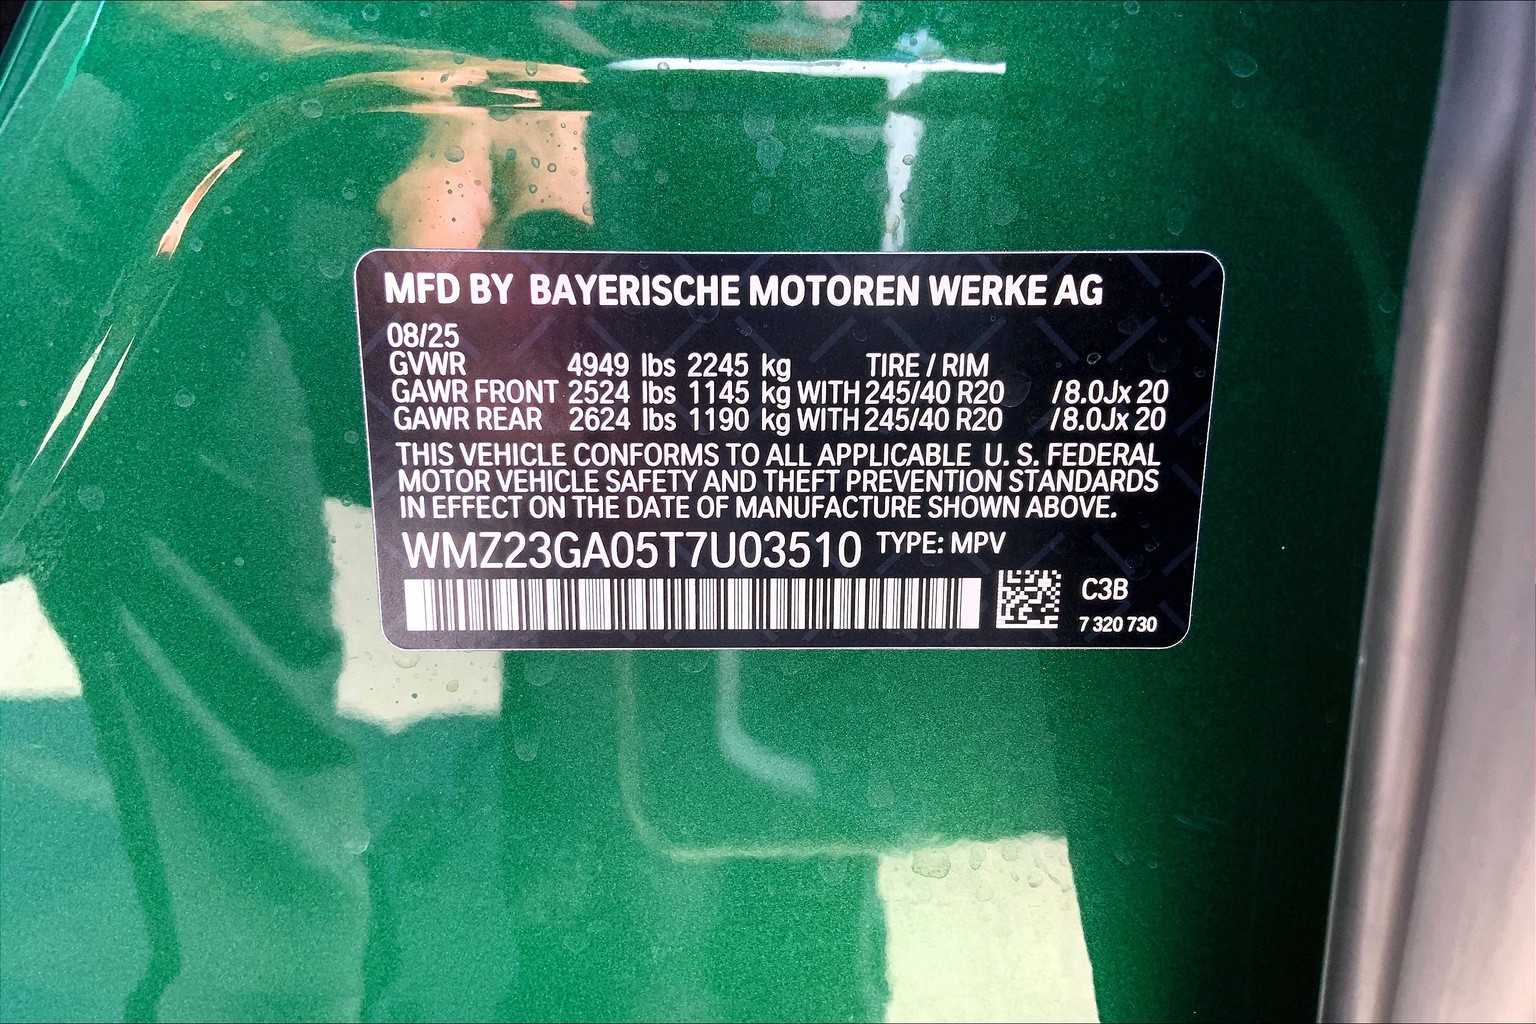 MFD BY BAYERISCHE MOTOREN WERKE AG
08/25
GVWR 4949 lbs 2245 kg TIRE / RIM
GAWR FRONT 2524 lbs 1145 kg WITH 245/40 R20 /8.0Jx 20
GAWR REAR 2624 lbs 1190 kg WITH 245/40 R20 /8.0Jx 20
THIS VEHICLE CONFORMS TO ALL APPLICABLE U. S. FEDERAL
MOTOR VEHICLE SAFETY AND THEFT PREVENTION STANDARDS
IN EFFECT ON THE DATE OF MANUFACTURE SHOWN ABOVE.
WMZ23GA05T7U03510 TYPE: MPV
C3B
7 320 730